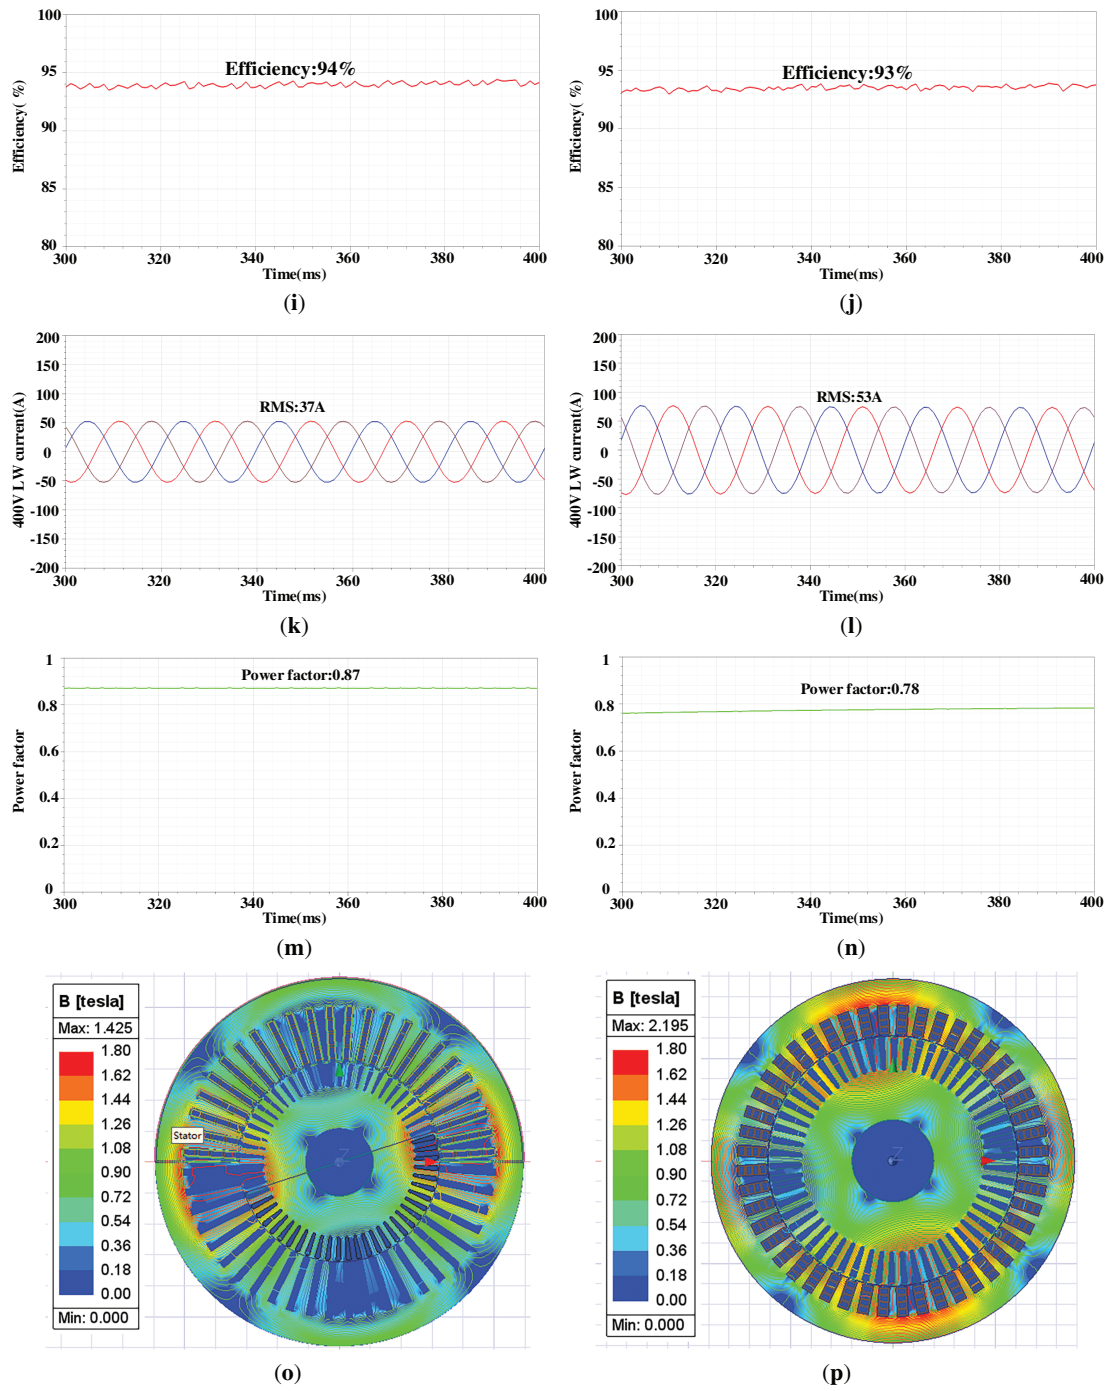 100
95
90
85
80
Efficiency( %)
Efficiency:94%
300
320
340
360
380
400
Time(ms)
(i)
100
95
90
85
80
Efficiency( %)
Efficiency:93%
300
320
340
360
380
400
Time(ms)
(j)
200
150
100
50
0
-50
-100
-150
-200
400V LW current(A)
RMS:37A
300
320
340
360
380
400
Time(ms)
(k)
200
150
100
50
0
-50
-100
-150
-200
400V LW current(A)
RMS:53A
300
320
340
360
380
400
Time(ms)
(l)
1
0.8
0.6
0.4
0.2
0
Power factor
Power factor:0.87
300
320
340
360
380
400
Time(ms)
(m)
1
0.8
0.6
0.4
0.2
0
Power factor
Power factor:0.78
300
320
340
360
380
400
Time(ms)
(n)
B [tesla]
Max: 1.425
1.80
1.62
1.44
1.26
1.08
0.90
0.72
0.54
0.36
0.18
0.00
Min: 0.000
Stator
Z
(o)
B [tesla]
Max: 2.195
1.80
1.62
1.44
1.26
1.08
0.90
0.72
0.54
0.36
0.18
0.00
Min: 0.000
Z
(p)